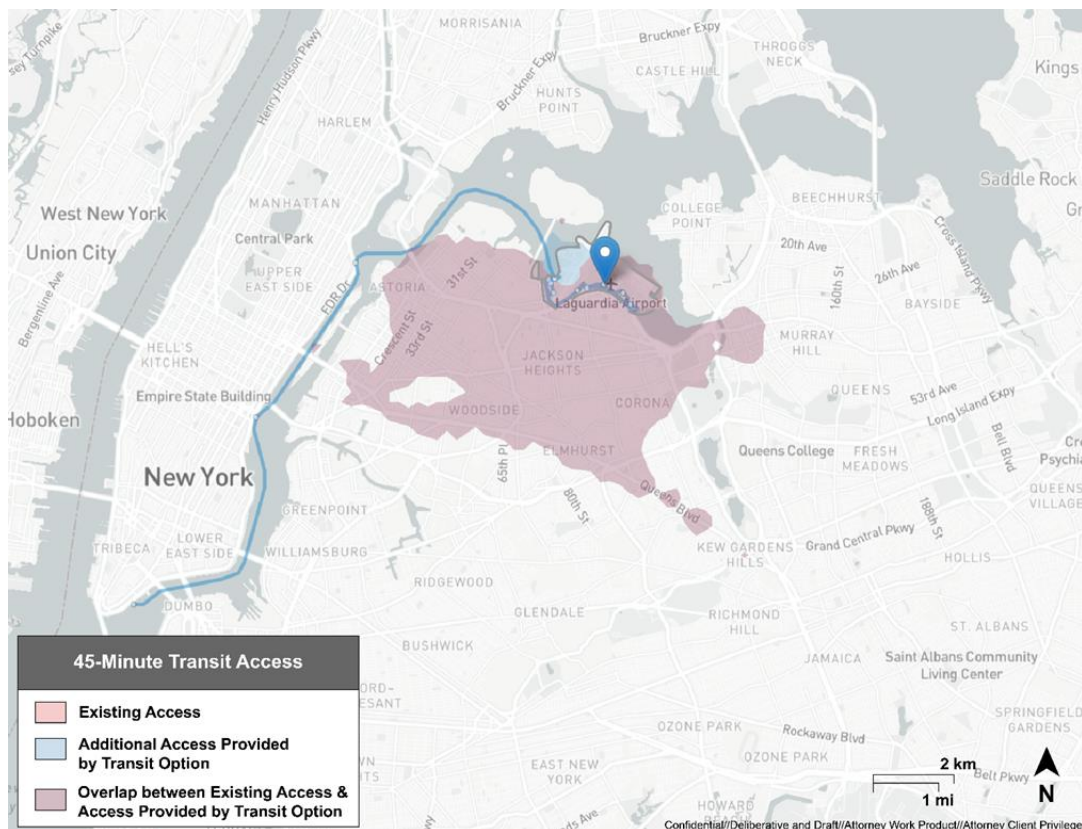 MORRISANIA
Bruckner Expy
THROGGS
NECK
CASTLE HILL
Kings
Henry Hudson Pkwy
Bruckner Expy
HUNTS
POINT
HARLEM
West New York
MANHATTAN
COLLEGE
POINT
BEECHHURST
Saddle Rock
Union City
Central Park
20th Ave
Cross Island Pkwy
UPPER
EAST SIDE
31st St
26th Ave
Bergenline Ave
FDR Dr
ASTORIA
160th St
BAYSIDE
Laguardia Airport
Crescent St
33rd St
MURRAY
HILL
HELL'S
KITCHEN
JACKSON
HEIGHTS
Empire State Building
QUEENS
53rd Ave
Hoboken
WOODSIDE
CORONA
Long Island Expy
Bell Blvd
ELMHURST
Queens College
FRESH
MEADOWS
New York
65th Pl
80th St
Queens Blvd
188th St
QUEENS
VILLAGE
GREENPOINT
Grand Central Pkwy
TRIBECA
LOWER
EAST SIDE
WILLIAMSBURG
KEW GARDENS
HILLS
HOLLIS
DUMBO
RIDGEWOOD
GLENDALE
RICHMOND
HILL
ST. ALBANS
BUSHWICK
JAMAICA
Saint Albans Community
Living Center
OZONE PARK
Rockaway Blvd
SPRINGFIELD
GARDENS
EAST NEW
YORK
OZONE PARK
Belt Pkwy
HOWARD
45-Minute Transit Access
Existing Access
Additional Access Provided
by Transit Option
Overlap between Existing Access &
Access Provided by Transit Option
2 km
1 mi
N
Confidential//Deliberative and Draft//Attorney Work Product//Attorney Client Privilege